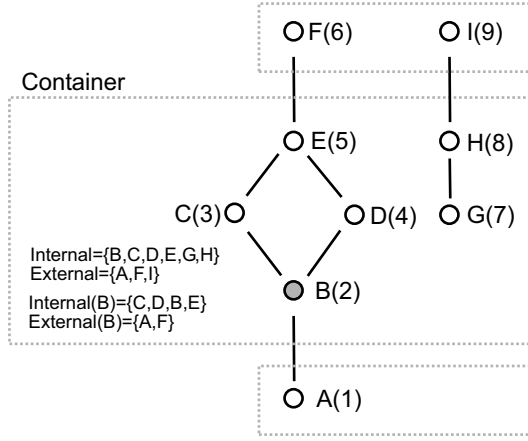 F(6) I(9)
Container
E(5) H(8)
C(3) D(4) G(7)
Internal={B,C,D,E,G,H}
External={A,F,I}
Internal(B)={C,D,B,E}
External(B)={A,F}
B(2)
A(1)